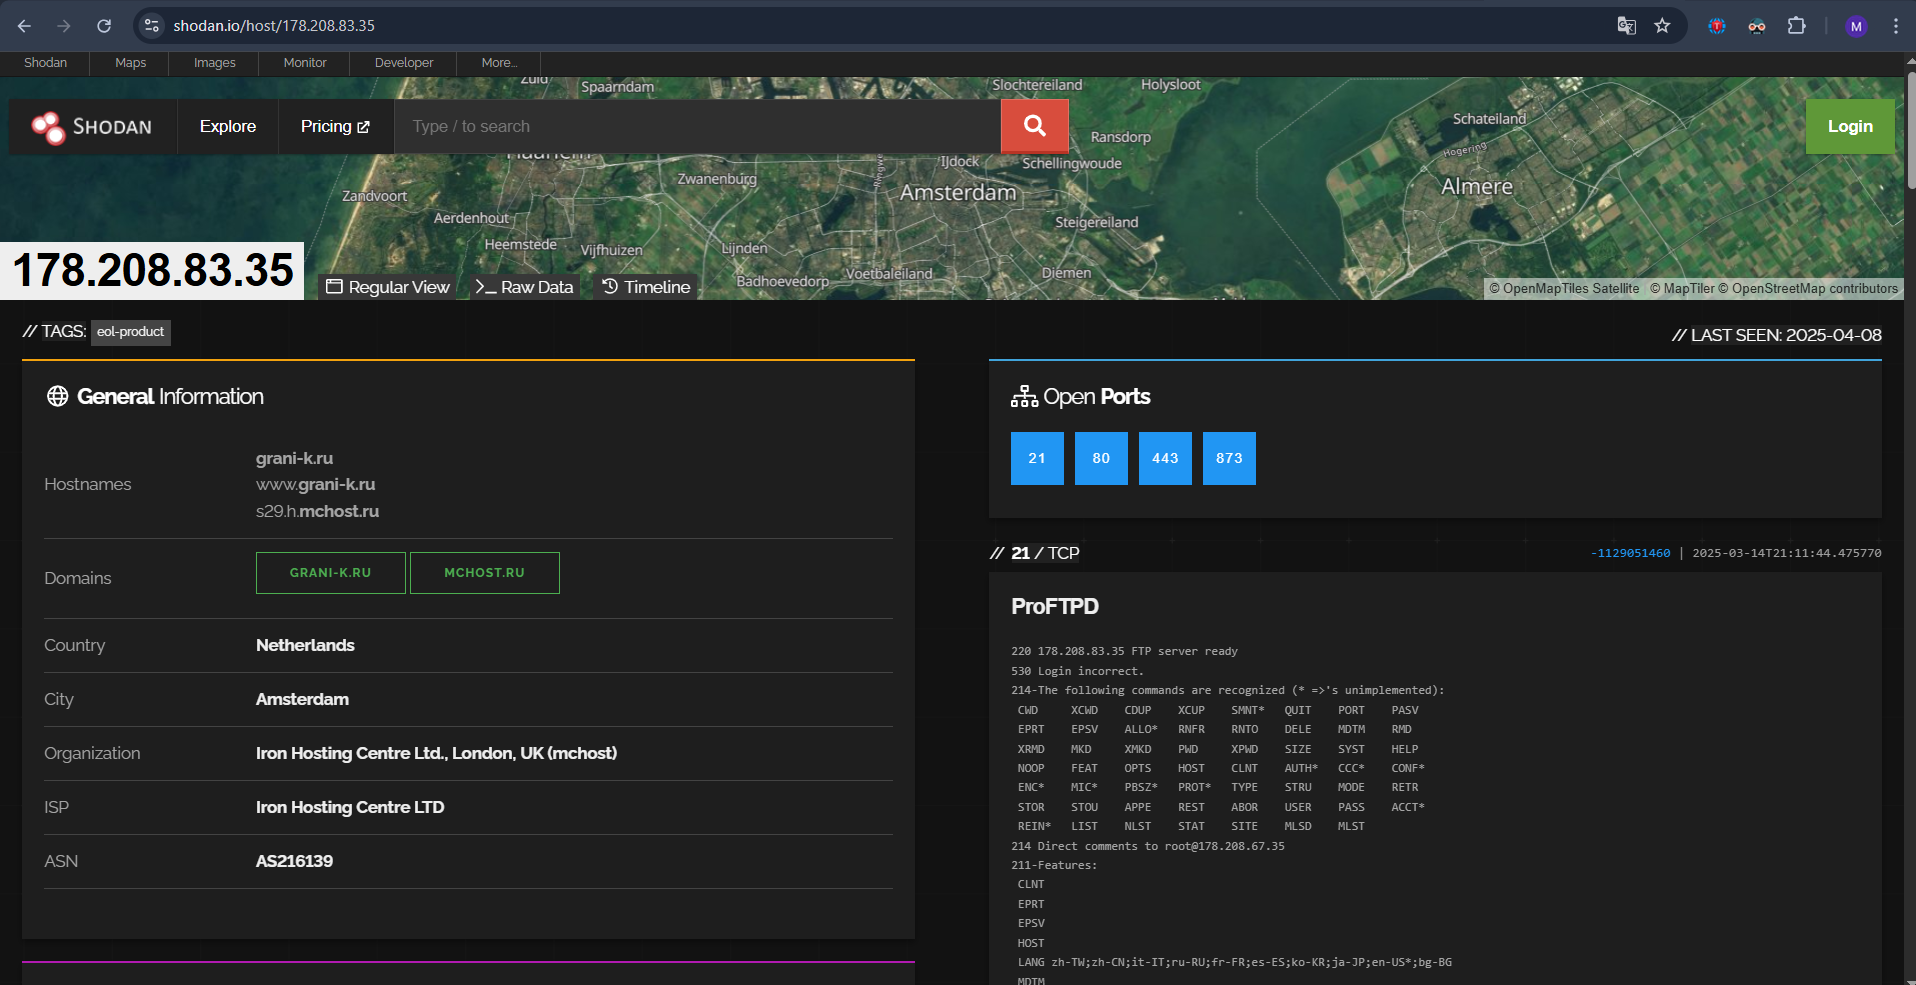 shodan.io/host/178.208.83.35
M
Shodan Maps Images Monitor Developer More...
Zuid Spaarndam Slochtereiland Holysloot
SHODAN Explore Pricing Type / to search Login
Schateiland
Ransdorp
Hogering
Haarlem IJdock Schellingwoude
Zwanenburg
Zandvoort Amsterdam Almere
Aerdenhout Steigereiland
Heemstede Vijfhuizen Lijnden
Badhoevedorp Voetbaleiland Diemen
178.208.83.35
Regular View Raw Data Timeline
© OpenMapTiles Satellite © MapTiler © OpenStreetMap contributors
// TAGS: eol-product
// LAST SEEN: 2025-04-08
General Information
Hostnames
grani-k.ru
www.grani-k.ru
s29.h.mchost.ru
Domains GRANI-K.RU MCHOST.RU
Country Netherlands
City Amsterdam
Organization Iron Hosting Centre Ltd., London, UK (mchost)
ISP Iron Hosting Centre LTD
ASN AS216139
Open Ports
21 80 443 873
// 21 / TCP -1129051460 | 2025-03-14T21:11:44.475770
ProFTPD
220 178.208.83.35 FTP server ready
530 Login incorrect.
214-The following commands are recognized (* =>'s unimplemented):
CWD XCWD CDUP XCUP SMNT* QUIT PORT PASV
EPRT EPSV ALLO* RNFR RNTO DELE MDTM RMD
XRMD MKD XMKD PWD XPWD SIZE SYST HELP
NOOP FEAT OPTS HOST CLNT AUTH* CCC* CONF*
ENC* MIC* PBSZ* PROT* TYPE STRU MODE RETR
STOR STOU APPE REST ABOR USER PASS ACCT*
REIN* LIST NLST STAT SITE MLSD MLST
214 Direct comments to root@178.208.67.35
211-Features:
CLNT
EPRT
EPSV
HOST
LANG zh-TW;zh-CN;it-IT;ru-RU;fr-FR;es-ES;ko-KR;ja-JP;en-US*;bg-BG
MDTM